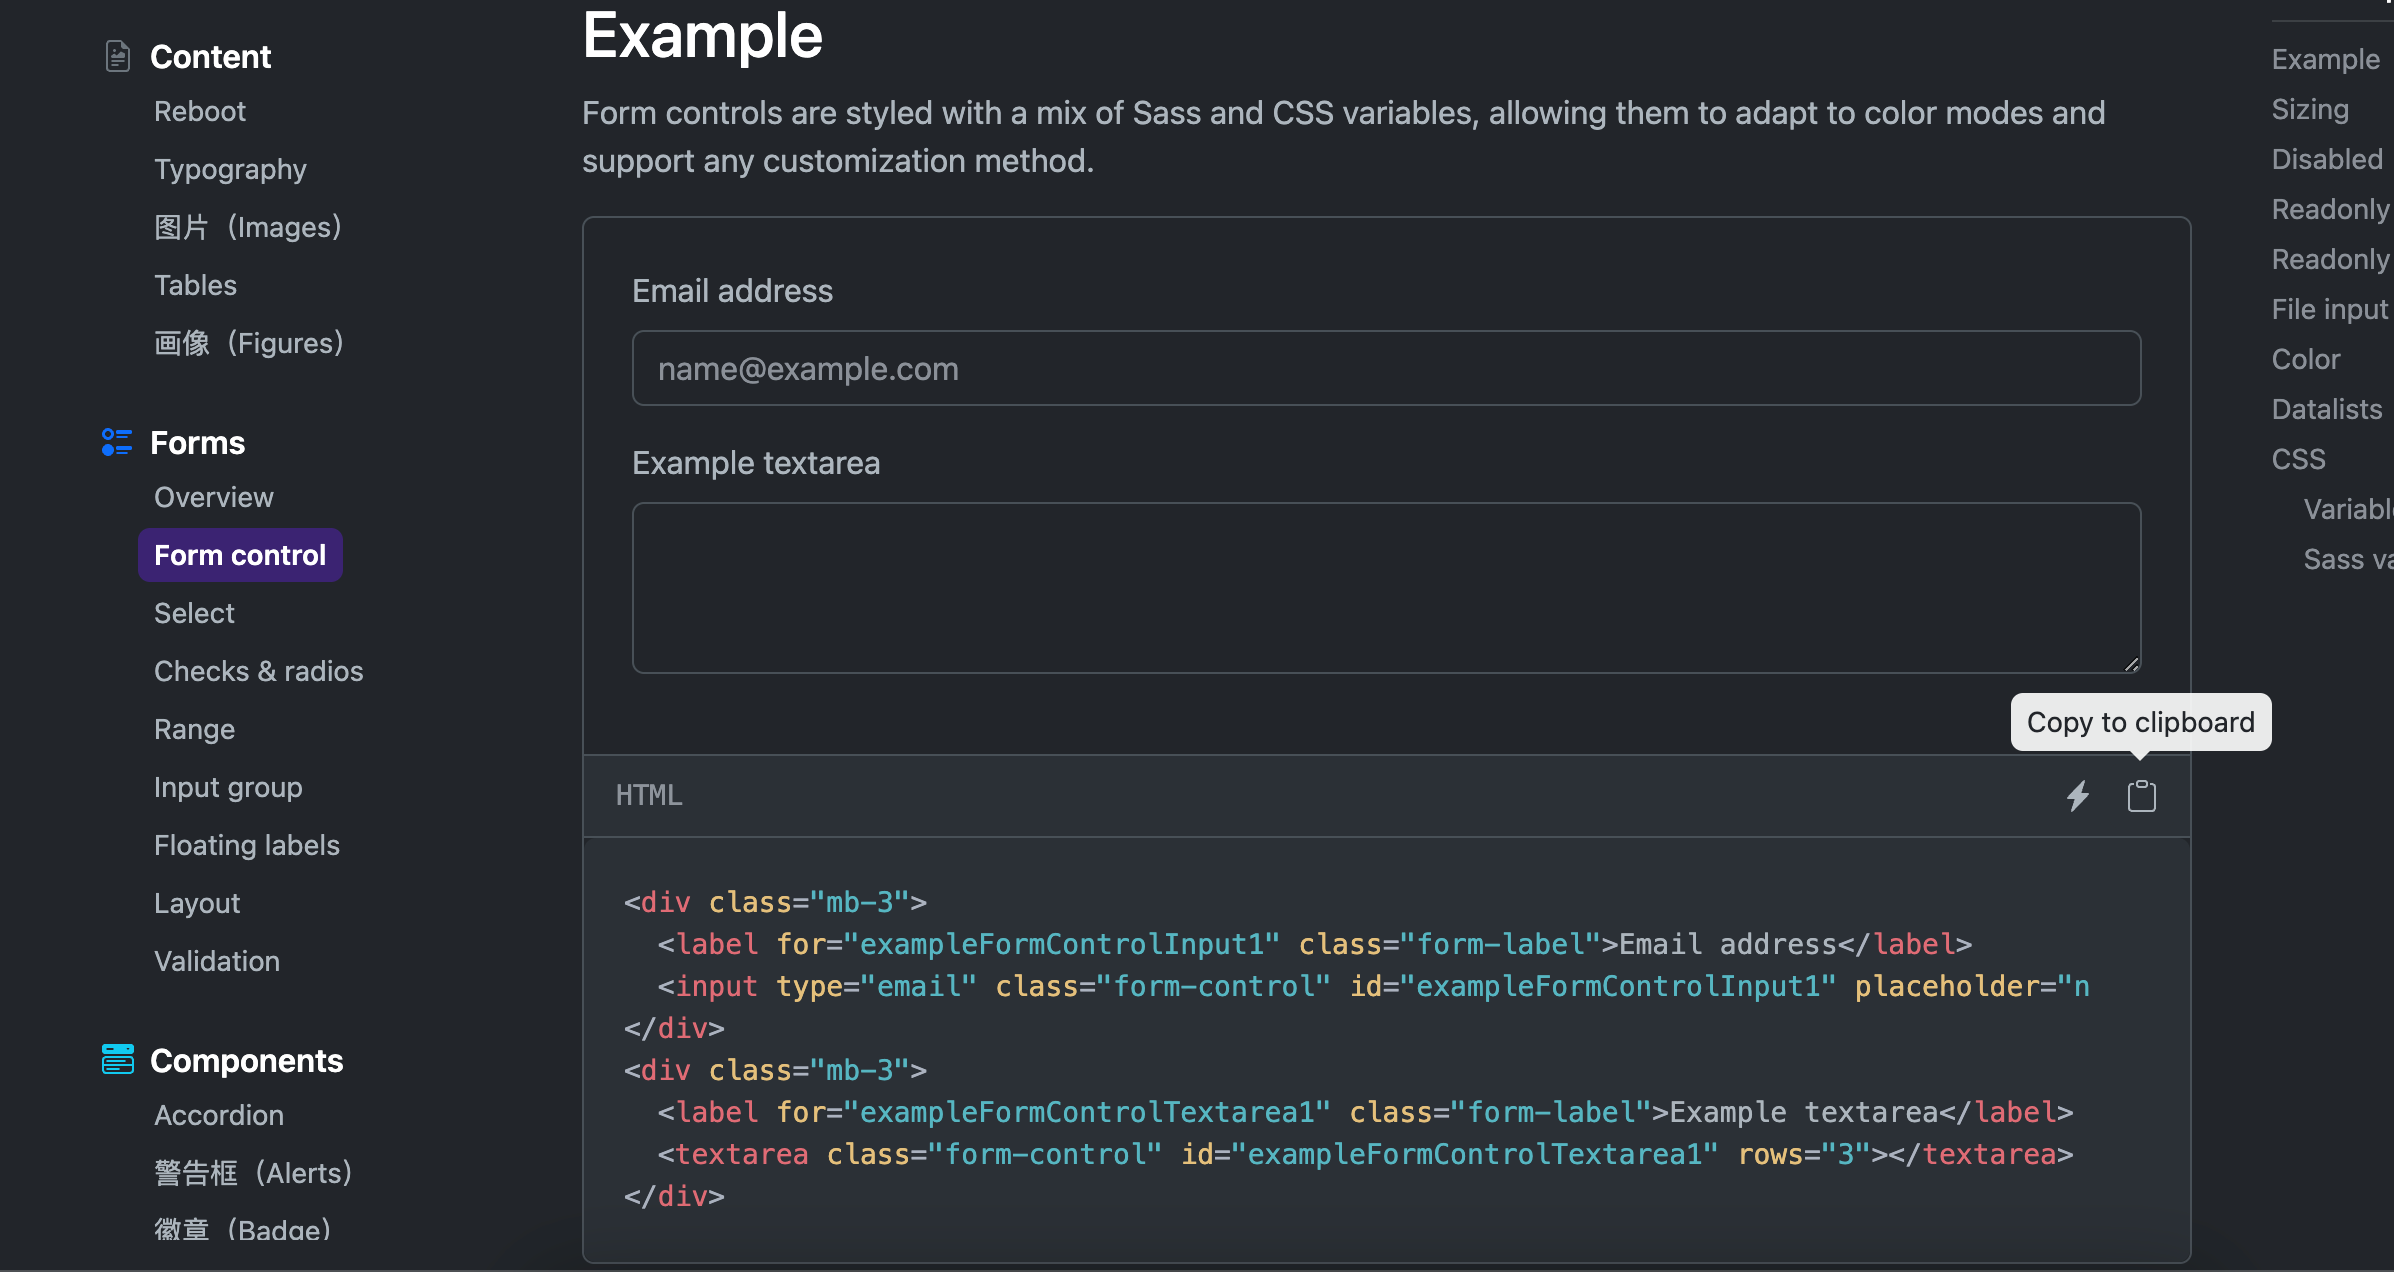 Content
Reboot
Typography
图片（Images）
Tables
画像（Figures）
Forms
Overview
Form control
Select
Checks & radios
Range
Input group
Floating labels
Layout
Validation
Components
Accordion
警告框（Alerts）
徽章（Badge）
Example
Form controls are styled with a mix of Sass and CSS variables, allowing them to adapt to color modes and
support any customization method.
Email address
name@example.com
Example textarea
Copy to clipboard
HTML
<div class="mb-3">
  <label for="exampleFormControlInput1" class="form-label">Email address</label>
  <input type="email" class="form-control" id="exampleFormControlInput1" placeholder="n
</div>
<div class="mb-3">
  <label for="exampleFormControlTextarea1" class="form-label">Example textarea</label>
  <textarea class="form-control" id="exampleFormControlTextarea1" rows="3"></textarea>
</div>
Example
Sizing
Disabled
Readonly
Readonly
File input
Color
Datalists
CSS
Variabl
Sass va